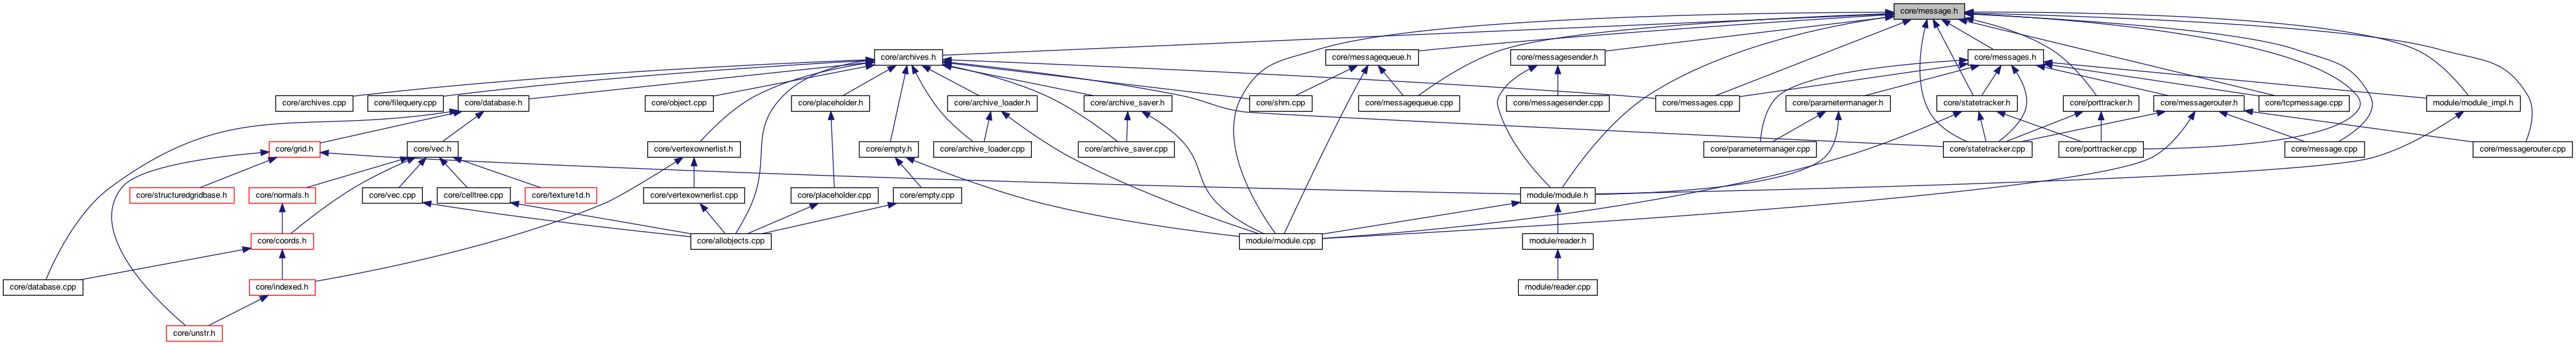 core/message.h
core/archives.h
core/messagequeue.h
core/messagesender.h
core/messages.h
core/archives.cpp
core/filequery.cpp
core/database.h
core/object.cpp
core/placeholder.h
core/archive_loader.h
core/archive_saver.h
core/shm.cpp
core/messagequeue.cpp
core/messagesender.cpp
core/messages.cpp
core/parametermanager.h
core/statetracker.h
core/porttracker.h
core/messagerouter.h
core/tcpmessage.cpp
module/module_impl.h
core/grid.h
core/vec.h
core/vertexownerlist.h
core/empty.h
core/archive_loader.cpp
core/archive_saver.cpp
core/parametermanager.cpp
core/statetracker.cpp
core/porttracker.cpp
core/message.cpp
core/messagerouter.cpp
core/structuredgridbase.h
core/normals.h
core/vec.cpp
core/celltree.cpp
core/texture1d.h
core/vertexownerlist.cpp
core/placeholder.cpp
core/empty.cpp
module/module.h
core/coords.h
core/allobjects.cpp
module/module.cpp
module/reader.h
core/database.cpp
core/indexed.h
module/reader.cpp
core/unstr.h